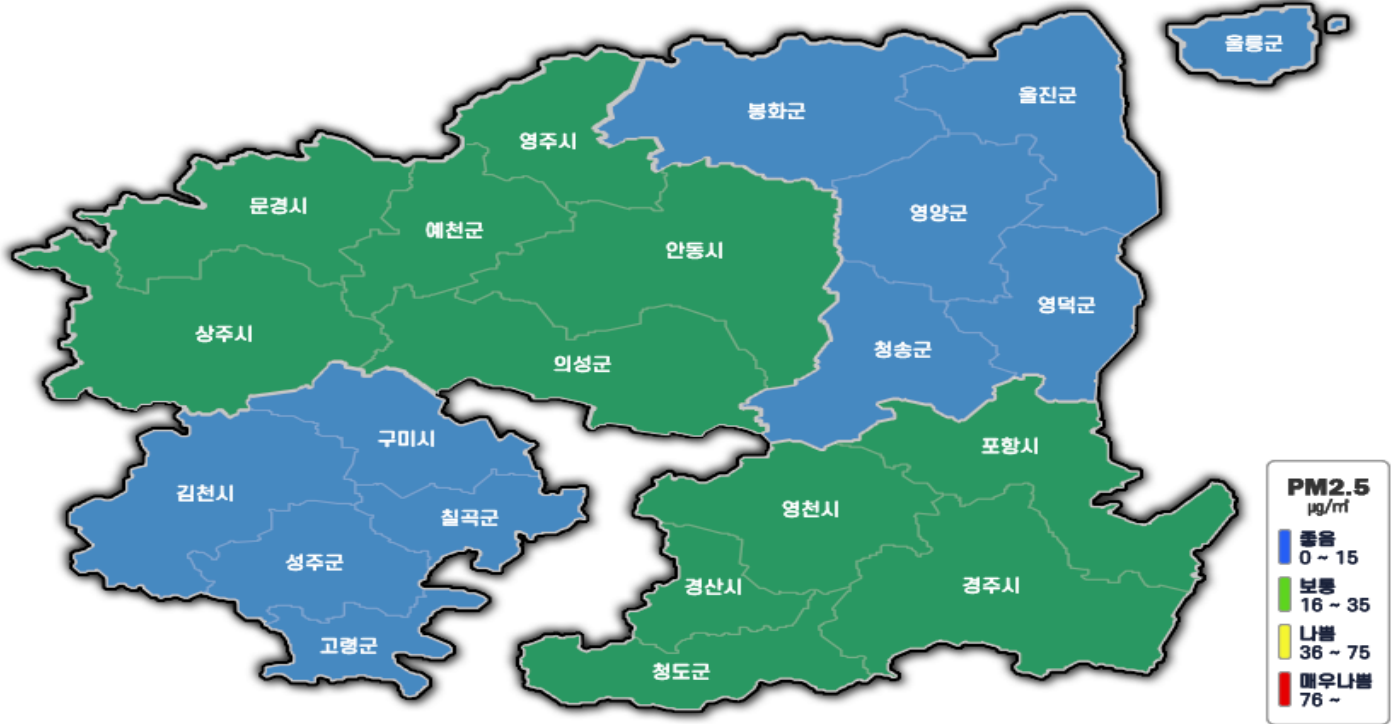 울릉군
울진군
봉화군
영주시
문경시
영양군
예천군
안동시
영덕군
상주시
청송군
의성군
구미시
포항시
김천시
영천시
칠곡군
성주군
경산시
경주시
고령군
청도군
PM2.5
㎍/㎥
좋음
0 ~ 15
보통
16 ~ 35
나쁨
36 ~ 75
매우나쁨
76 ~